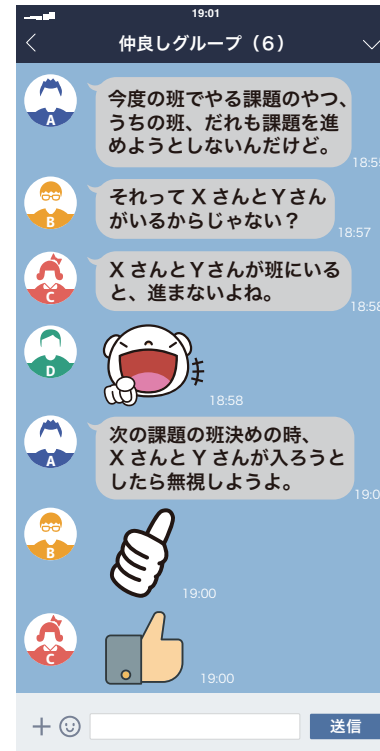 19:01
仲良しグループ（6）
今度の班でやる課題のやつ、
うちの班、だれも課題を進
めようとしないんだけど。
A
18:5
それって X さんとYさん
がいるからじゃない？
B
18:57
X さんとYさんが班にいる
と、進まないよね。
C
18:58
D
18:58
次の課題の班決めの時、
X さんと Y さんが入ろうと
したら無視しようよ。
A
19:0
B
19:00
C
19:00
送信